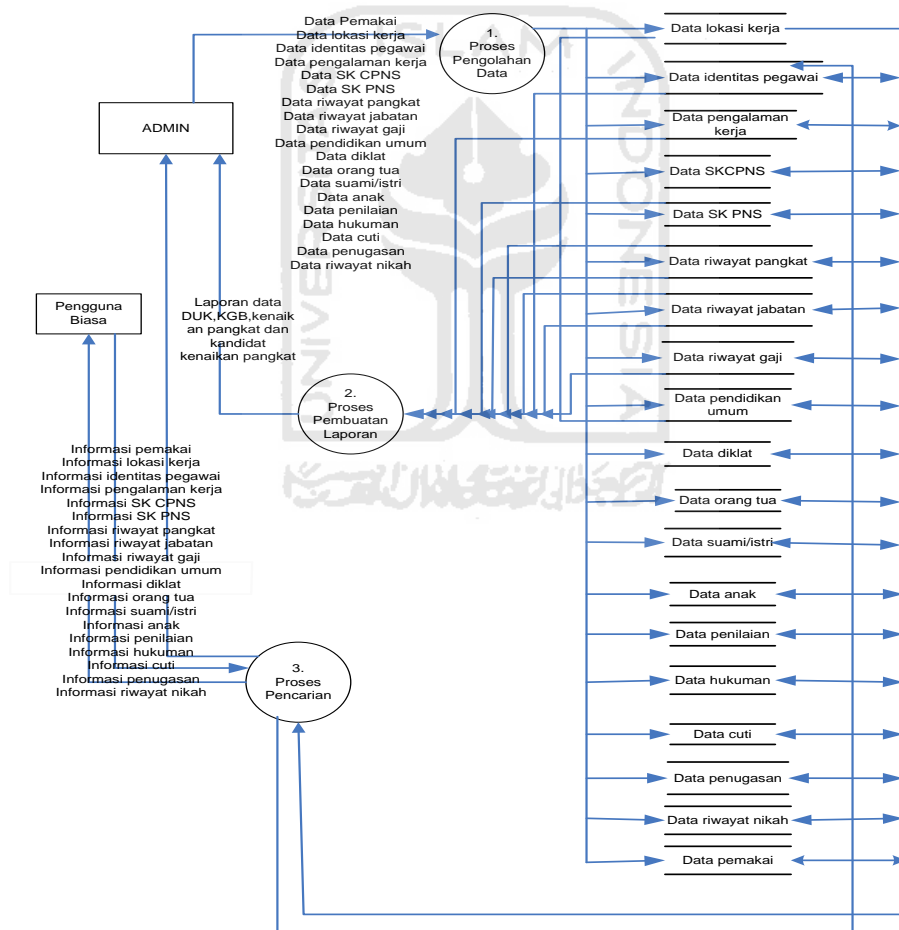 Data Pemakai
Data lokasi kerja
Data identitas pegawai
Data pengalaman kerja
Data SK CPNS
Data SK PNS
Data riwayat pangkat
Data riwayat jabatan
Data riwayat gaji
Data pendidikan umum
Data diklat
Data orang tua
Data suami/istri
Data anak
Data penilaian
Data hukuman
Data cuti
Data penugasan
Data riwayat nikah
1.
Proses
Pengolahan
Data
ADMIN
Pengguna
Biasa
Laporan data
DUK,KGB,kenaik
an pangkat dan
kandidat
kenaikan pangkat
2.
Proses
Pembuatan
Laporan
Informasi pemakai
Informasi lokasi kerja
Informasi identitas pegawai
Informasi pengalaman kerja
Informasi SK CPNS
Informasi SK PNS
Informasi riwayat pangkat
Informasi riwayat jabatan
Informasi riwayat gaji
Informasi pendidikan umum
Informasi diklat
Informasi orang tua
Informasi suami/istri
Informasi anak
Informasi penilaian
Informasi hukuman
Informasi cuti
Informasi penugasan
Informasi riwayat nikah
3.
Proses
Pencarian
Data lokasi kerja
Data identitas pegawai
Data pengalaman
kerja
Data SKCPNS
Data SK PNS
Data riwayat pangkat
Data riwayat jabatan
Data riwayat gaji
Data pendidikan
umum
Data diklat
Data orang tua
Data suami/istri
Data anak
Data penilaian
Data hukuman
Data cuti
Data penugasan
Data riwayat nikah
Data pemakai
UNIVERSITAS
ISLAM
INDONESIA